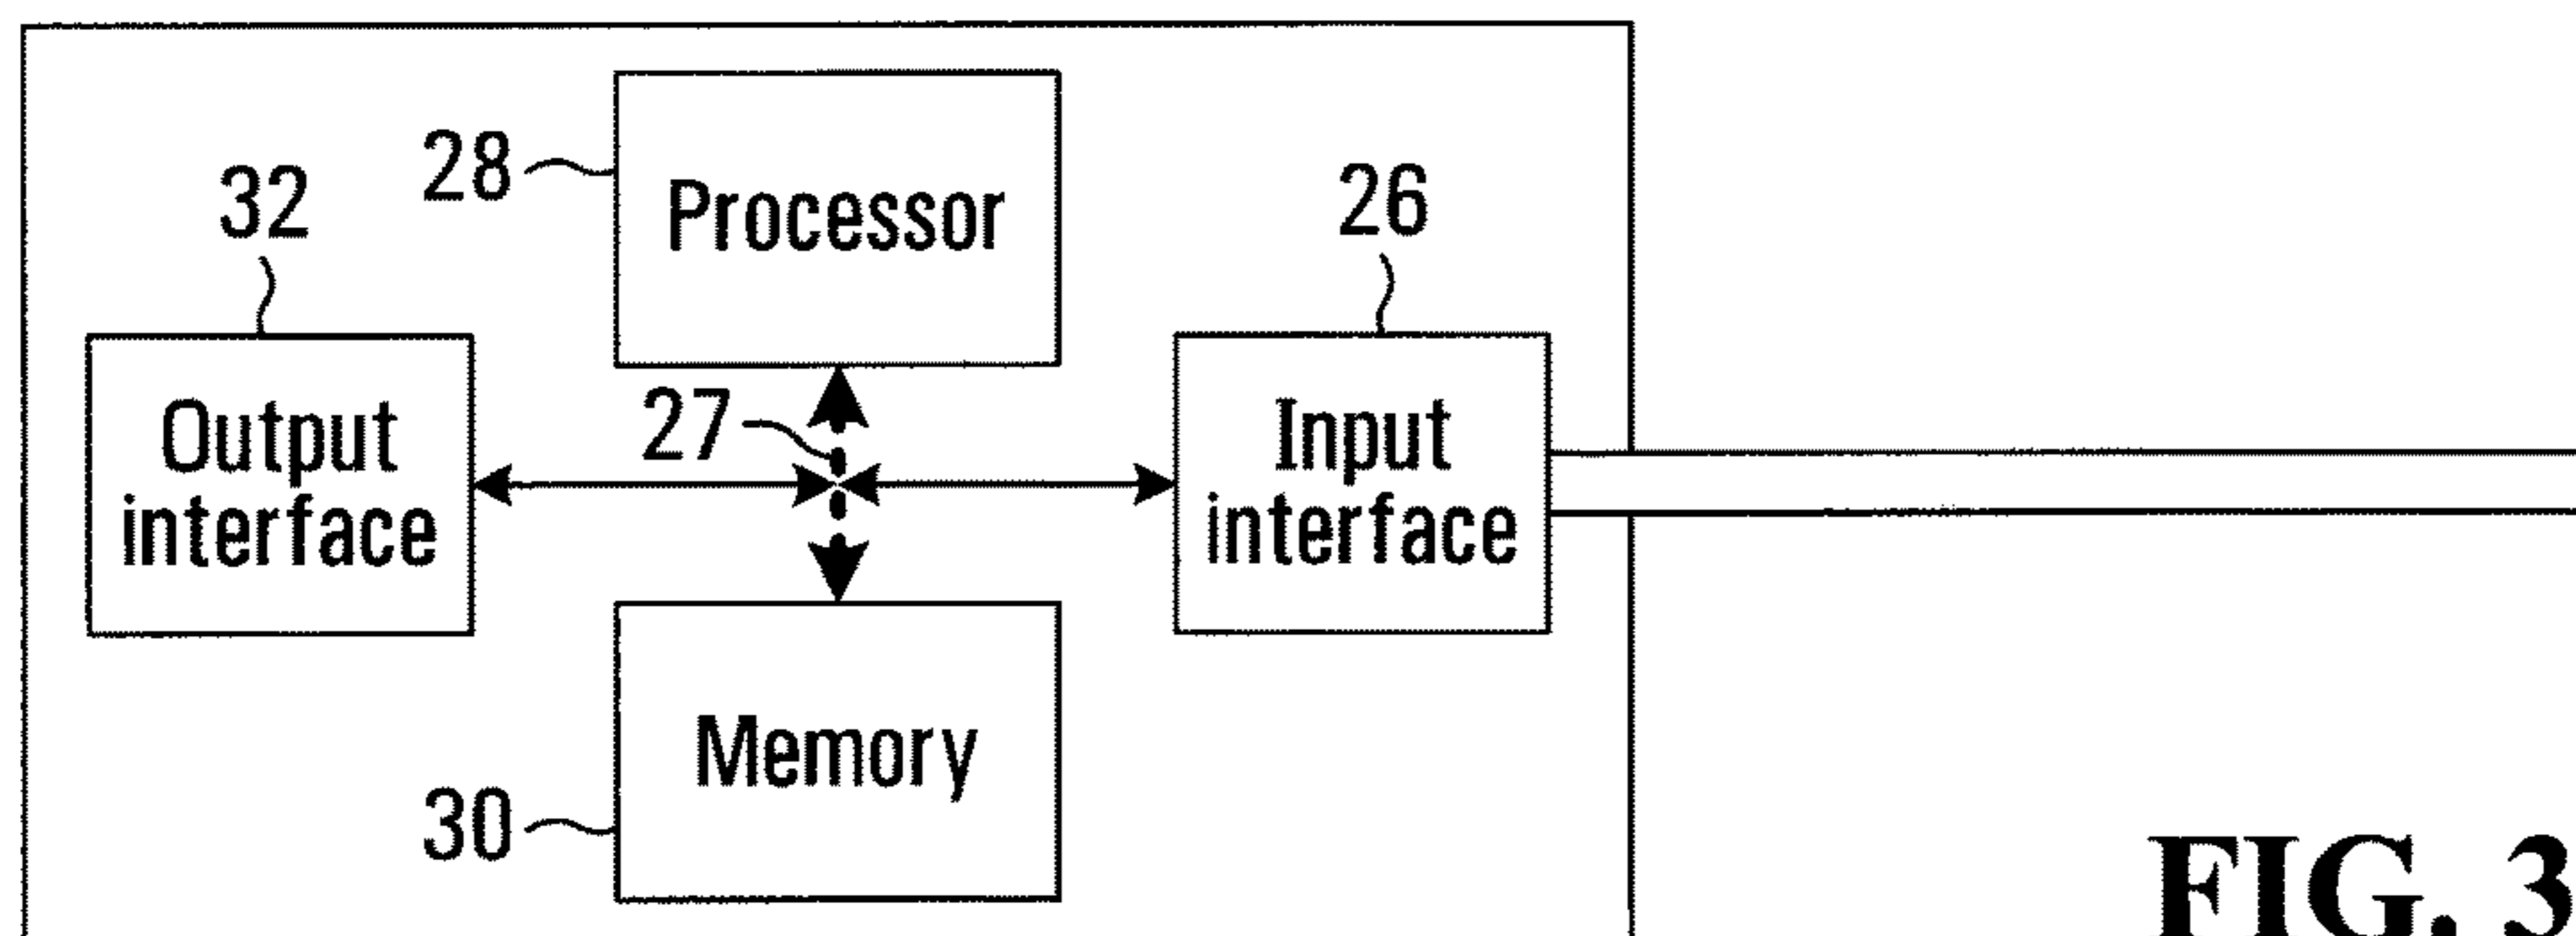 28
Processor
32
26
Output
interface
27
Input
interface
Memory
30
FIG. 3